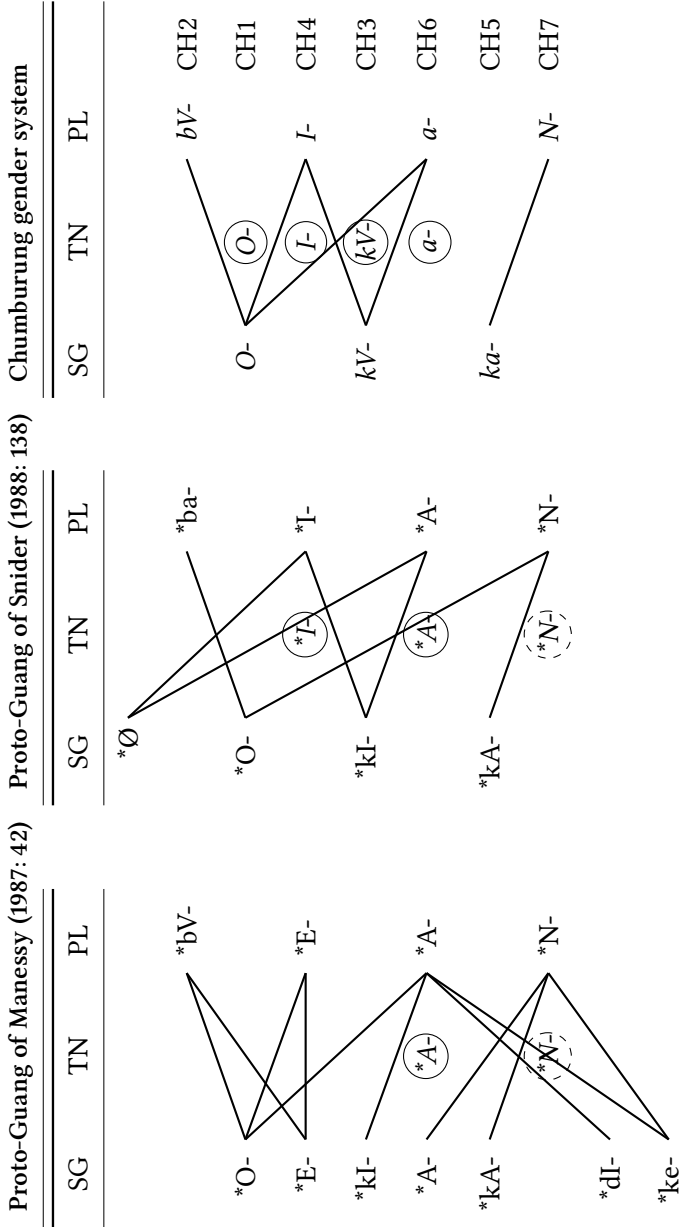 Proto-Guang of Manessy (1987: 42) Proto-Guang of Snider (1988: 138) Chumburung gender system
SG TN PL SG TN PL SG TN PL
*Ø
*bV- *ba- bV- CH2
*O- *O- O- O- CH1
*E- *E- *I- *I- I- I- CH4
*kI- *kI- kV- kV- CH3
*A- *A- *A- *A- *A- a- a- CH6
*kA- *kA- ka- CH5
*N- *N- *N- *N- N- CH7
*dI-
*ke-